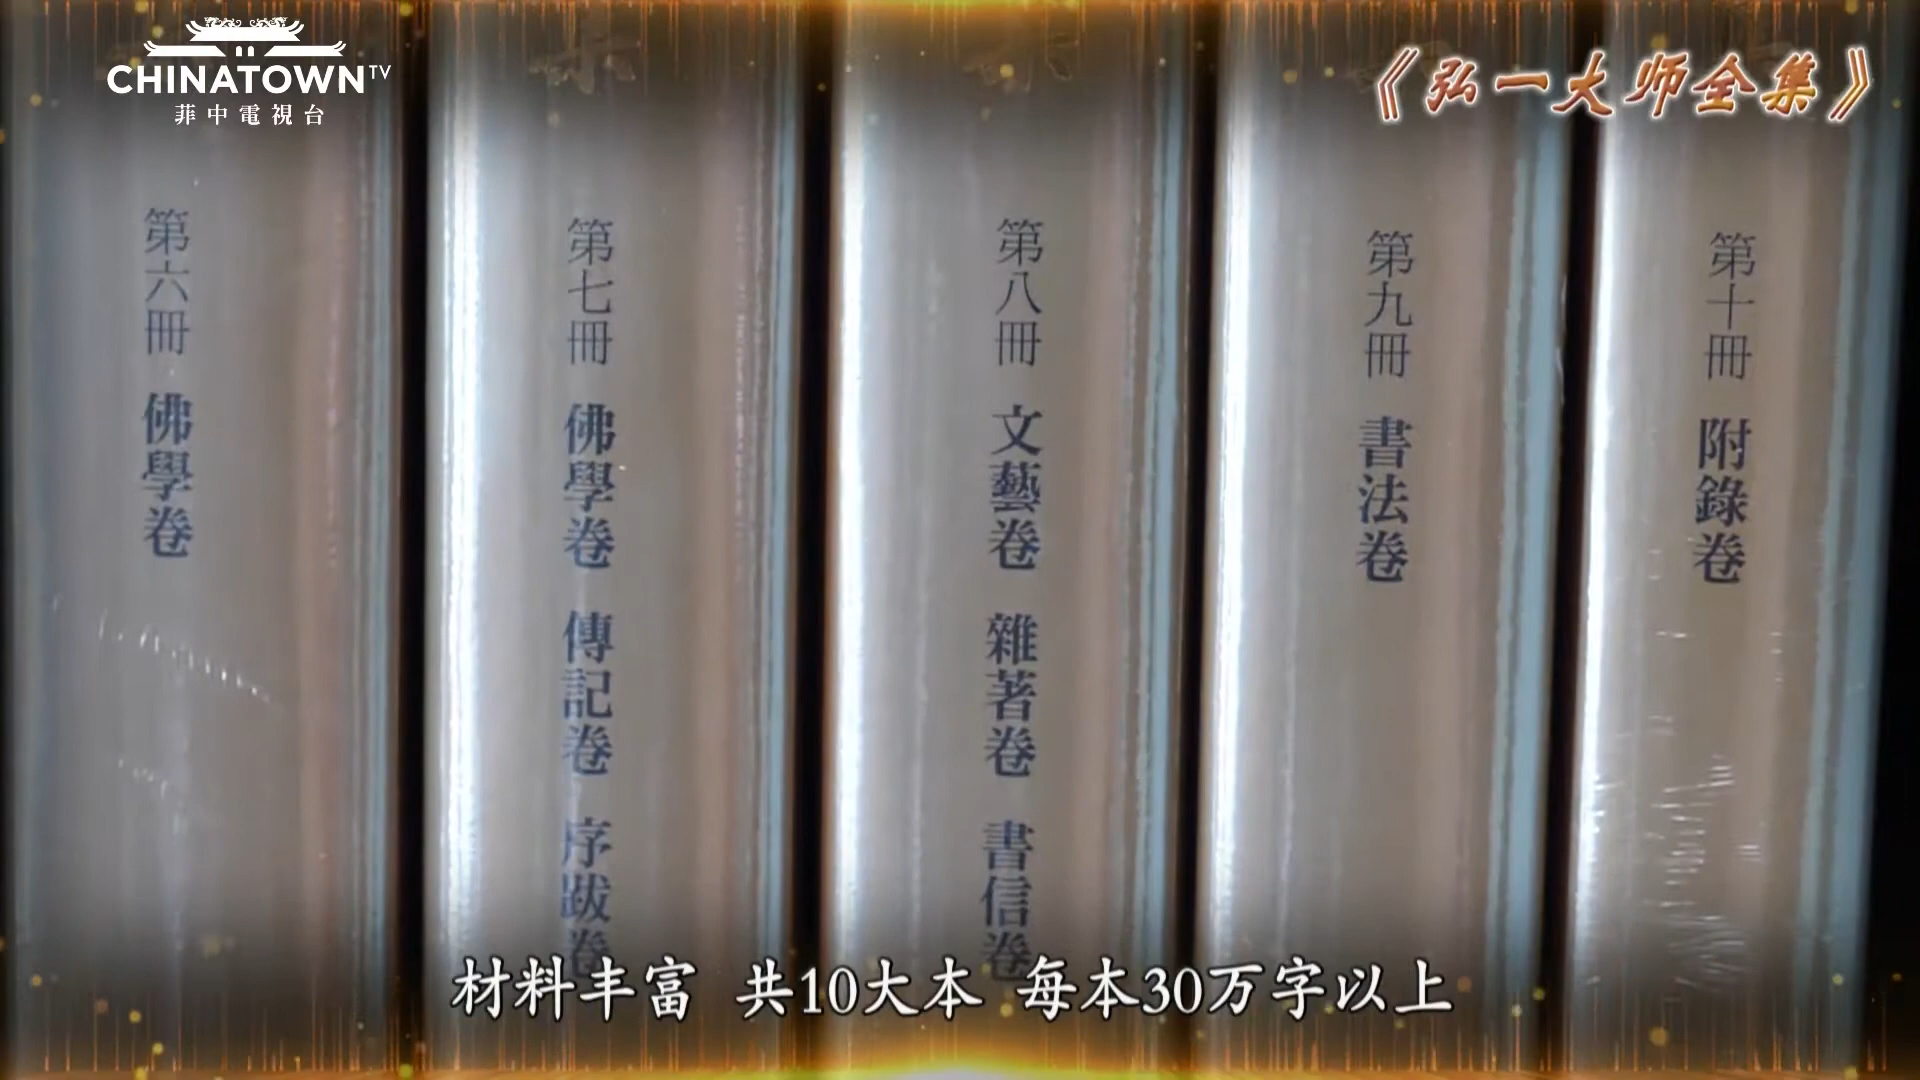 CHINATOWN TV
菲中電視台
《弘一大师全集》
第六冊 佛學卷
第七冊 佛學卷 傳記卷 序跋卷
第八冊 文藝卷 雜著卷 書信卷
第九冊 書法卷
第十冊 附錄卷
材料丰富 共10大本 每本30万字以上